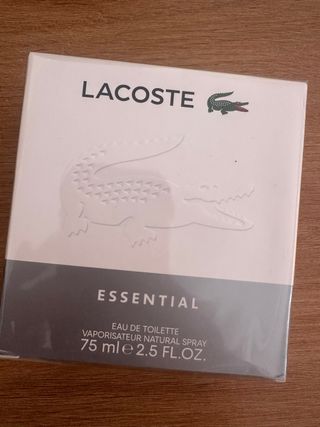 LACOSTE
ESSENTIAL
EAU DE TOILETTE
VAPORISATEUR NATURAL SPRAY
75 ml e 2.5 FL.OZ.